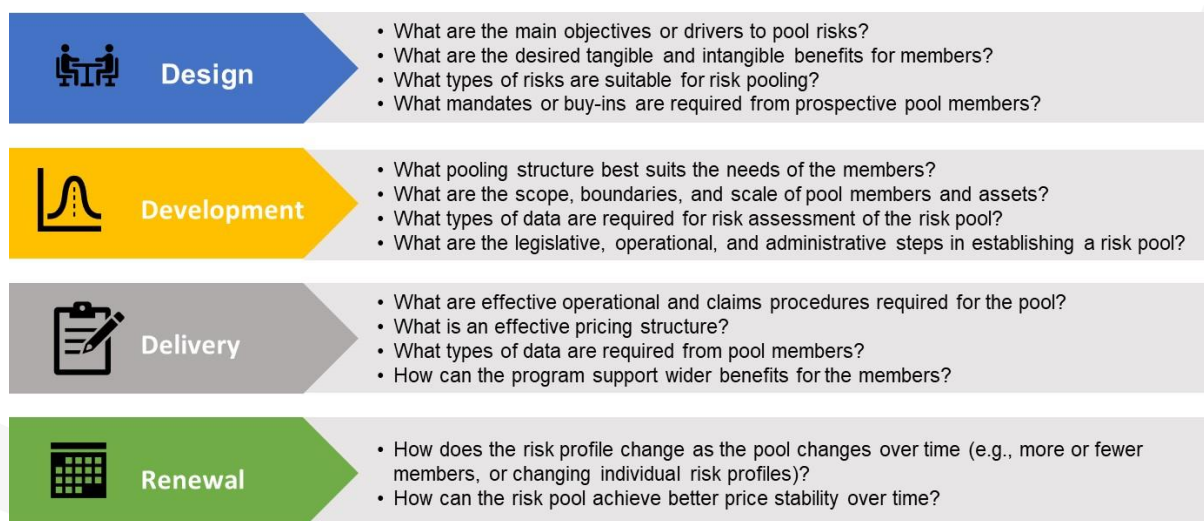 Design
• What are the main objectives or drivers to pool risks?
• What are the desired tangible and intangible benefits for members?
• What types of risks are suitable for risk pooling?
• What mandates or buy-ins are required from prospective pool members?
Development
• What pooling structure best suits the needs of the members?
• What are the scope, boundaries, and scale of pool members and assets?
• What types of data are required for risk assessment of the risk pool?
• What are the legislative, operational, and administrative steps in establishing a risk pool?
Delivery
• What are effective operational and claims procedures required for the pool?
• What is an effective pricing structure?
• What types of data are required from pool members?
• How can the program support wider benefits for the members?
Renewal
• How does the risk profile change as the pool changes over time (e.g., more or fewer
members, or changing individual risk profiles)?
• How can the risk pool achieve better price stability over time?